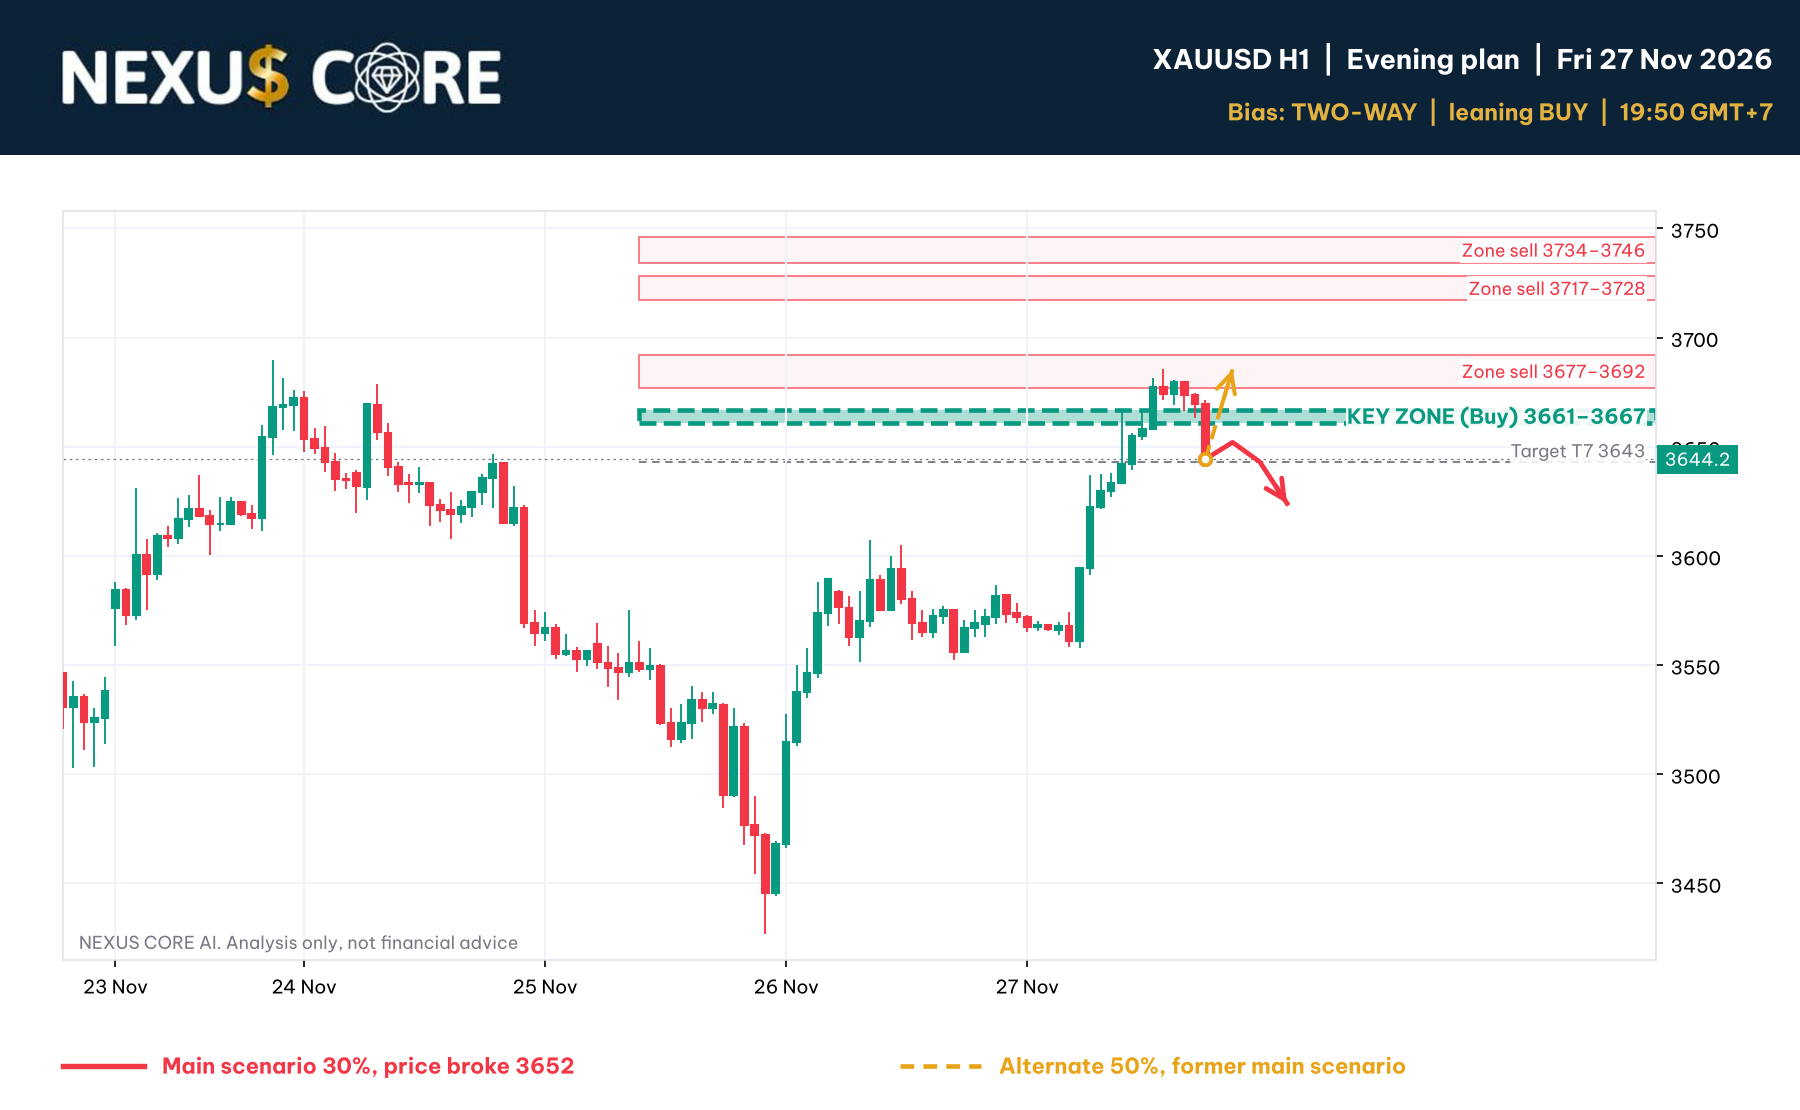 NEXU$ CORE
XAUUSD H1 | Evening plan | Fri 27 Nov 2026
Bias: TWO-WAY | leaning BUY | 19:50 GMT+7
3750
Zone sell 3734–3746
Zone sell 3717–3728
3700
Zone sell 3677–3692
KEY ZONE (Buy) 3661–3667
Target T7 3643
3644.2
3600
3550
3500
3450
NEXUS CORE AI. Analysis only, not financial advice
23 Nov 24 Nov 25 Nov 26 Nov 27 Nov
Main scenario 30%, price broke 3652
Alternate 50%, former main scenario